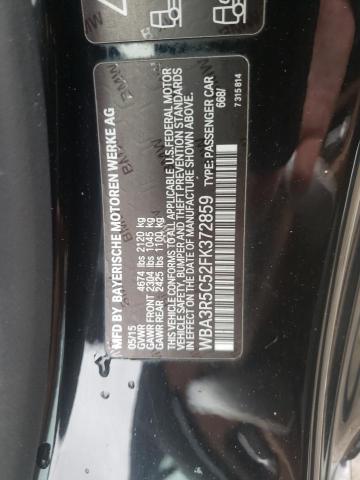 MFD BY BAYERISCHE MOTOREN WERKE AG
05/15
GVWR 4674 lbs 2120 kg
GAWR FRONT 2304 lbs 1045 kg
GAWR REAR 2425 lbs 1100 kg
THIS VEHICLE CONFORMS TO ALL APPLICABLE U.S. FEDERAL MOTOR
VEHICLE SAFETY, BUMPER AND THEFT PREVENTION STANDARDS
IN EFFECT ON THE DATE OF MANUFACTURE SHOWN ABOVE.
WBA3R5C52FK372859 TYPE: PASSENGER CAR
668/
7 315 814